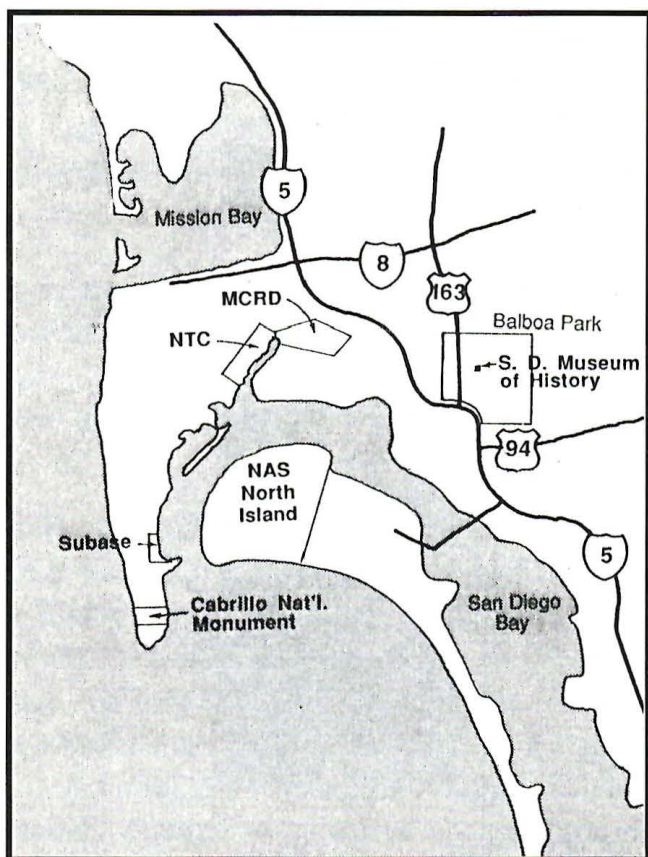 5
Mission Bay
8
MCRD
163
NTC
Balboa Park
S. D. Museum
of History
94
NAS
North
Island
Subase
5
San Diego
Bay
Cabrillo Nat'l.
Monument